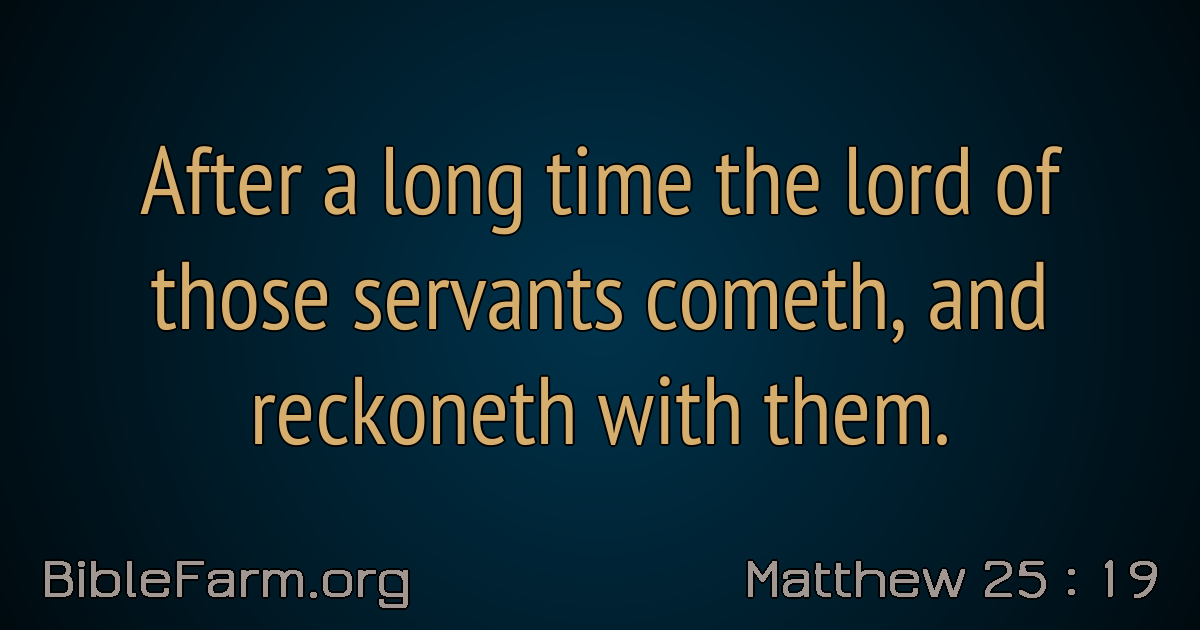 After a long time the lord of
those servants cometh, and
reckoneth with them.
BibleFarm.org
Matthew 25 : 19